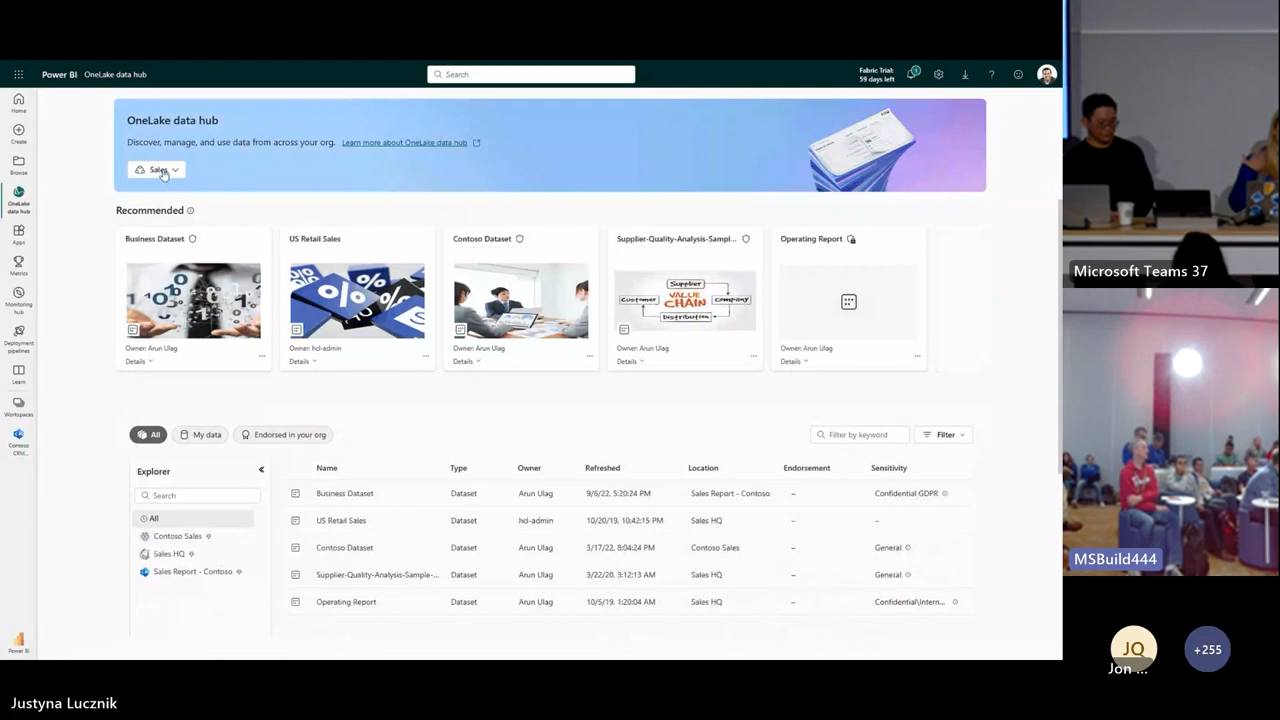 Power BI OneLake data hub
Search
Fabric Trial:
59 days left
1
?
Home
Create
Browse
OneLake
data hub
Apps
Metrics
Monitoring
hub
Deployment
pipelines
Learn
Workspaces
Contoso
CRM...
Power BI
OneLake data hub
Discover, manage, and use data from across your org. Learn more about OneLake data hub
Sales
Recommended
Business Dataset
Owner: Arun Ulag
Details
US Retail Sales
Owner: hcl-admin
Details
Contoso Dataset
Owner: Arun Ulag
Details
Supplier-Quality-Analysis-Sampl...
Supplier
Customer
VALUE
CHAIN
Company
Distribution
Owner: Arun Ulag
Details
Operating Report
Owner: Arun Ulag
Details
All My data Endorsed in your org
Filter by keyword Filter
Explorer
Search
All
Contoso Sales
Sales HQ
Sales Report - Contoso
Name Type Owner Refreshed Location Endorsement Sensitivity
Business Dataset Dataset Arun Ulag 9/6/22, 5:20:24 PM Sales Report - Contoso – Confidential GDPR
US Retail Sales Dataset hcl-admin 10/20/19, 10:42:15 PM Sales HQ – –
Contoso Dataset Dataset Arun Ulag 3/17/22, 8:04:24 PM Contoso Sales – General
Supplier-Quality-Analysis-Sample-... Dataset Arun Ulag 3/22/20, 3:12:13 AM Sales HQ – General
Operating Report Dataset Arun Ulag 10/5/19, 1:20:04 AM Sales HQ – Confidential\Intern...
Microsoft Teams 37
MSBuild444
JQ
Jon ...
+255
Justyna Lucznik